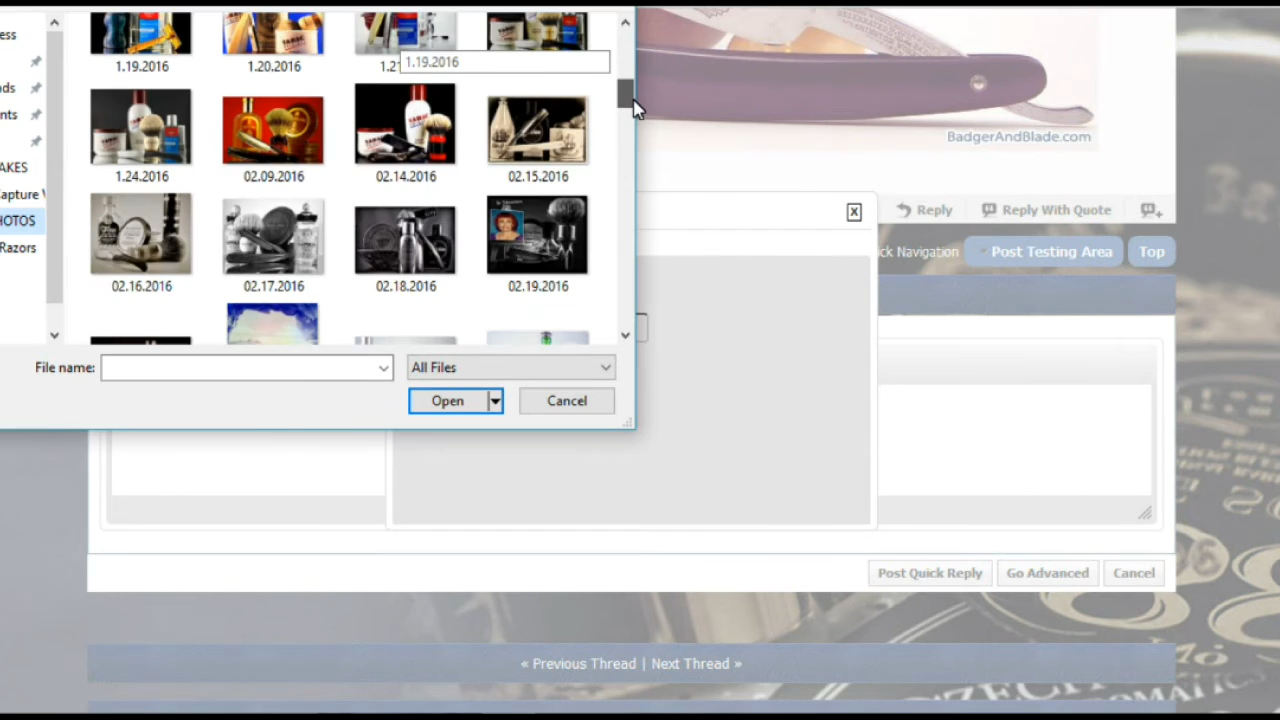 ess
1.19.2016
1.20.2016
1.21
1.19.2016
ds
nts
AKES
apture
HOTOS
Razors
1.24.2016
02.09.2016
02.14.2016
02.15.2016
02.16.2016
02.17.2016
02.18.2016
02.19.2016
File name:
All Files
Open
Cancel
BadgerAndBlade.com
Reply
Reply With Quote
ck Navigation
Post Testing Area
Top
Post Quick Reply
Go Advanced
Cancel
« Previous Thread | Next Thread »